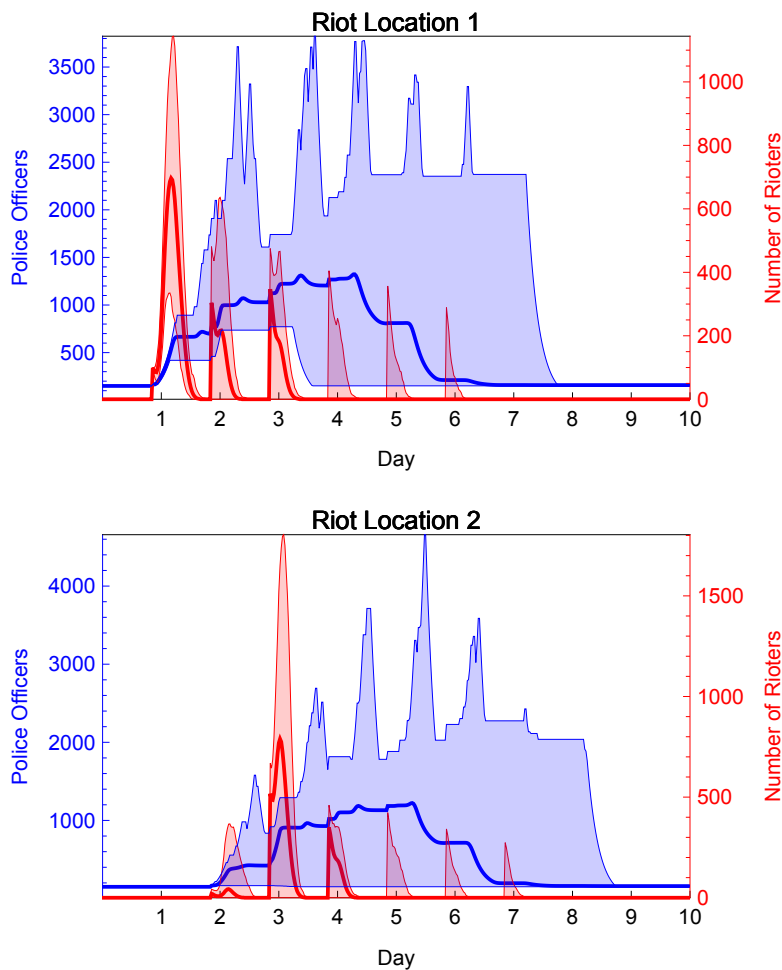 Riot Location 1
Police Officers
3500
3000
2500
2000
1500
1000
500
1000
800
600
400
200
0
Number of Rioters
1 2 3 4 5 6 7 8 9 10
Day
Riot Location 2
Police Officers
4000
3000
2000
1000
1500
1000
500
0
Number of Rioters
1 2 3 4 5 6 7 8 9 10
Day